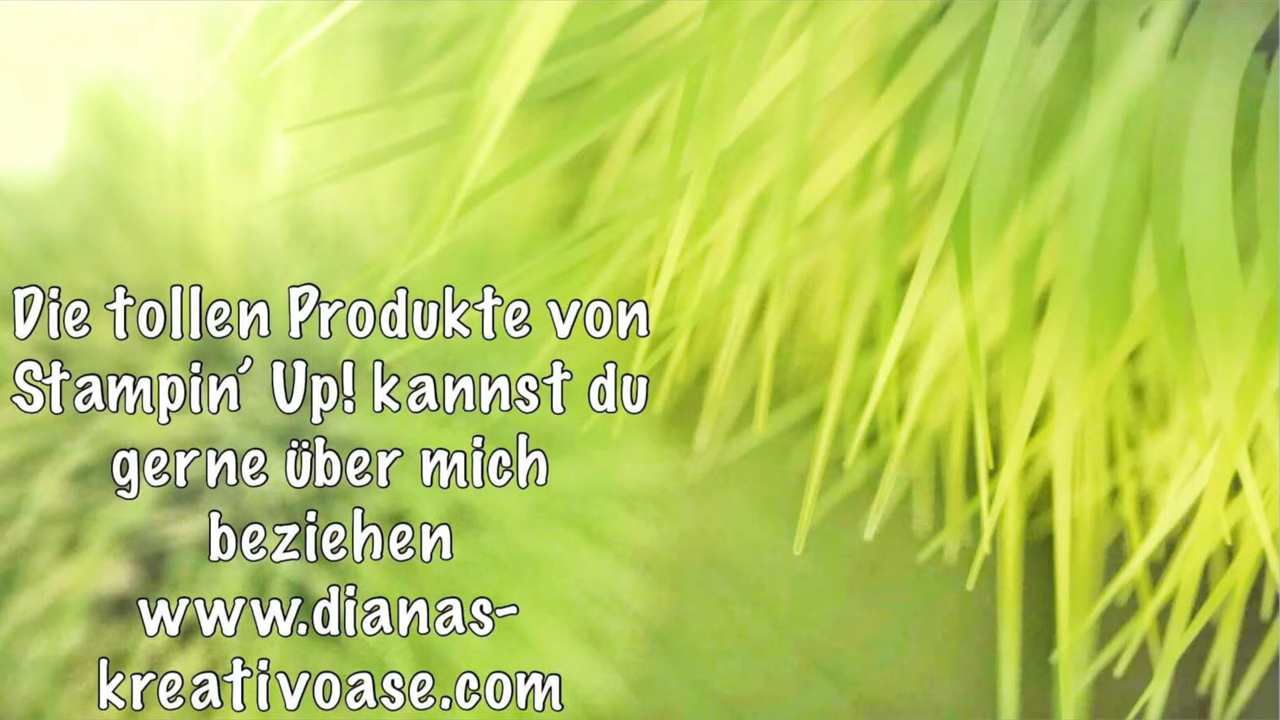 Die tollen Produkte von
Stampin´ Up! kannst du
gerne über mich
beziehen
www.dianas-
kreativoase.com